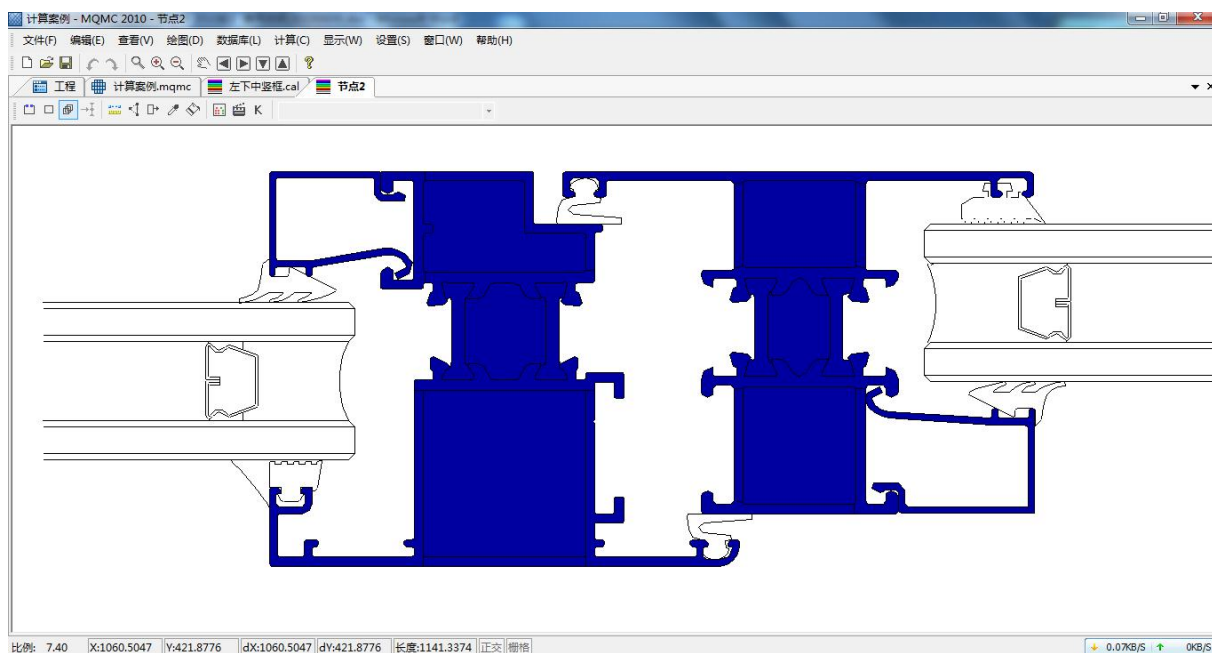 计算案例 - MQMC 2010 - 节点2
文件(F) 编辑(E) 查看(V) 绘图(D) 数据库(L) 计算(C) 显示(W) 设置(S) 窗口(W) 帮助(H)
工程 计算案例.mqmc 左下中竖框.cal 节点2
K
比例: 7.40 X:1060.5047 Y:421.8776 dX:1060.5047 dY:421.8776 长度:1141.3374 正交 栅格 0.07KB/S 0KB/S